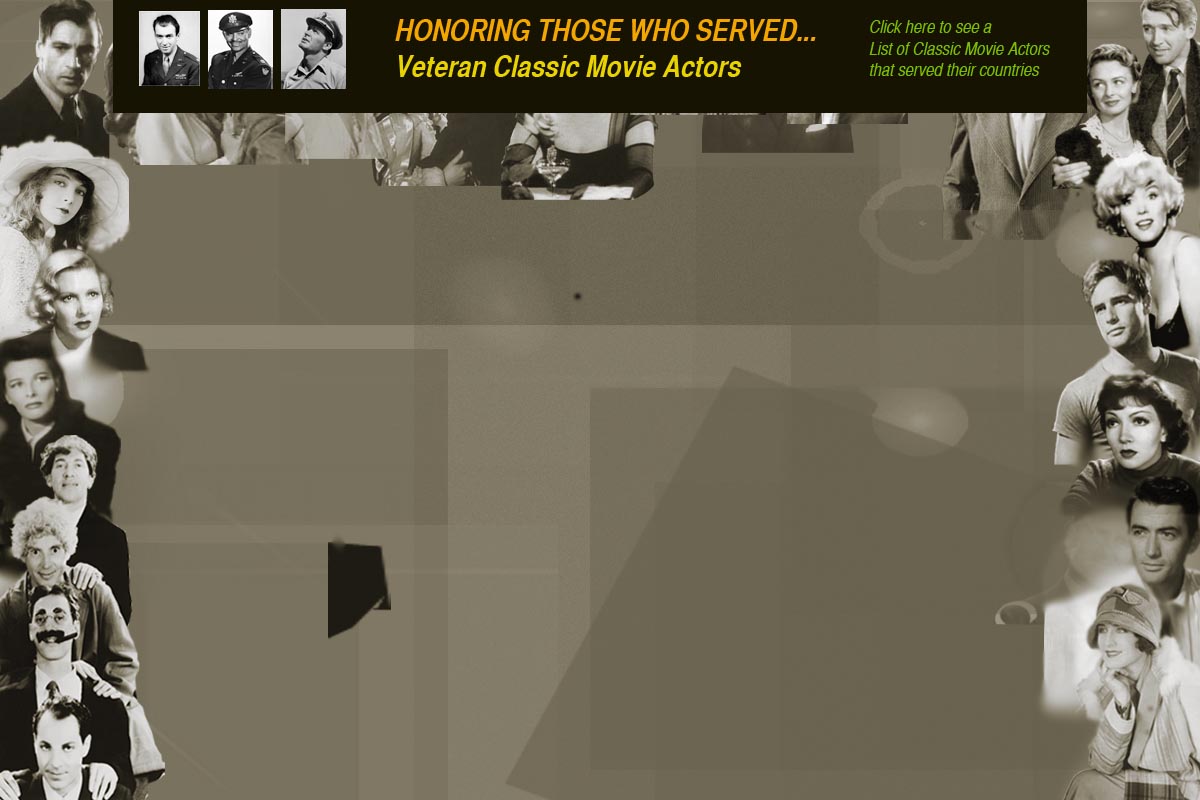 HONORING THOSE WHO SERVED...
Veteran Classic Movie Actors
Click here to see a
List of Classic Movie Actors
that served their countries